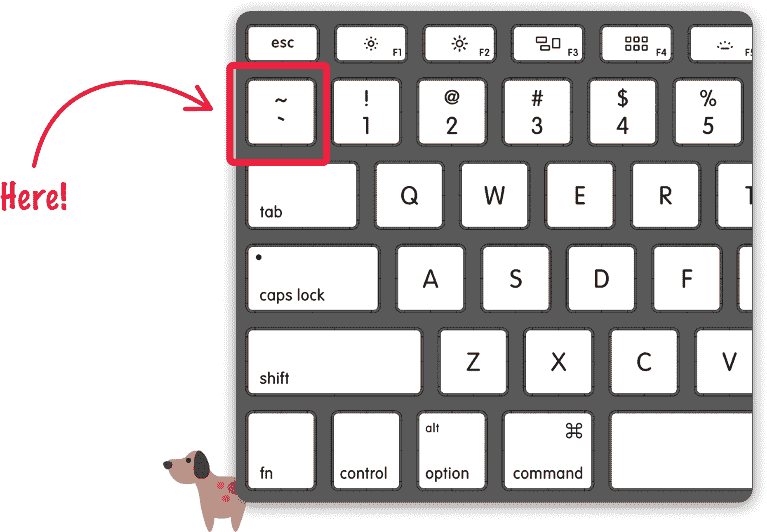 esc F1 F2 F3 F4 F5
~ ! @ # $ %
` 1 2 3 4 5
Here!
tab Q W E R T
caps lock A S D F
shift Z X C V
alt ⌘
fn control option command